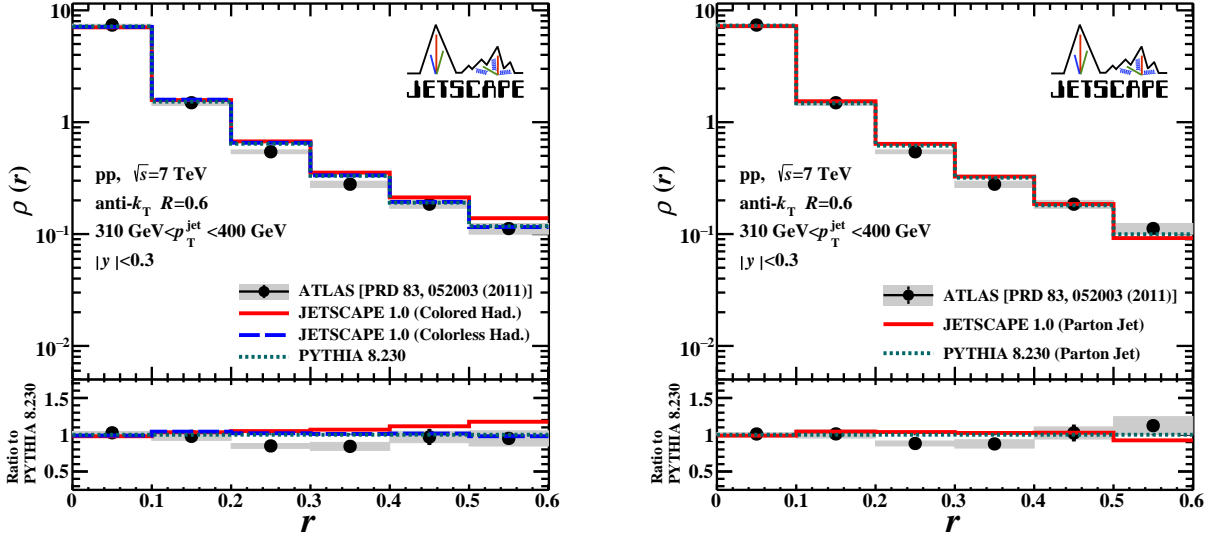 10
1
10⁻¹
10⁻²
ρ (r)
JETSCAPE
pp, √s=7 TeV
anti-k_T R=0.6
310 GeV<p_T^jet <400 GeV
|y|<0.3
ATLAS [PRD 83, 052003 (2011)]
JETSCAPE 1.0 (Colored Had.)
JETSCAPE 1.0 (Colorless Had.)
PYTHIA 8.230
Ratio to
PYTHIA 8.230
1.5
1
0.5
0 0.1 0.2 0.3 0.4 0.5 0.6
r
10
1
10⁻¹
10⁻²
ρ (r)
JETSCAPE
pp, √s=7 TeV
anti-k_T R=0.6
310 GeV<p_T^jet <400 GeV
|y|<0.3
ATLAS [PRD 83, 052003 (2011)]
JETSCAPE 1.0 (Parton Jet)
PYTHIA 8.230 (Parton Jet)
Ratio to
PYTHIA 8.230
1.5
1
0.5
0 0.1 0.2 0.3 0.4 0.5 0.6
r